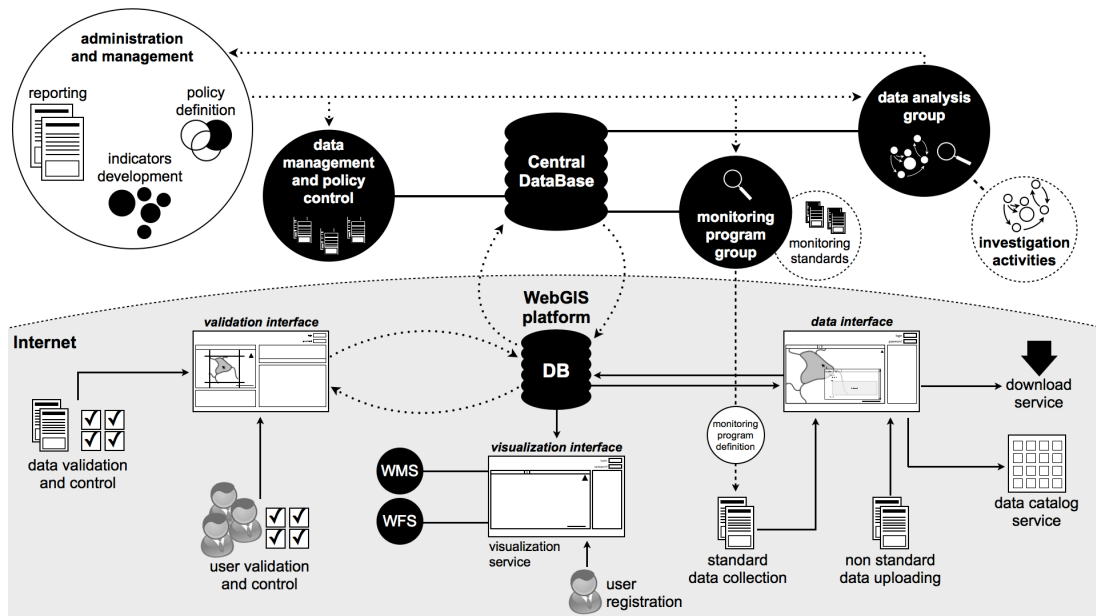 administration
and management
reporting
policy
definition
indicators
development
data
management
and policy
control
Central
DataBase
data analysis
group
monitoring
program
group
monitoring
standards
investigation
activities
Internet
WebGIS
platform
DB
validation interface
data interface
data validation
and control
user validation
and control
visualization interface
WMS
WFS
visualization
service
user
registration
monitoring
program
definition
standard
data collection
non standard
data uploading
download
service
data catalog
service